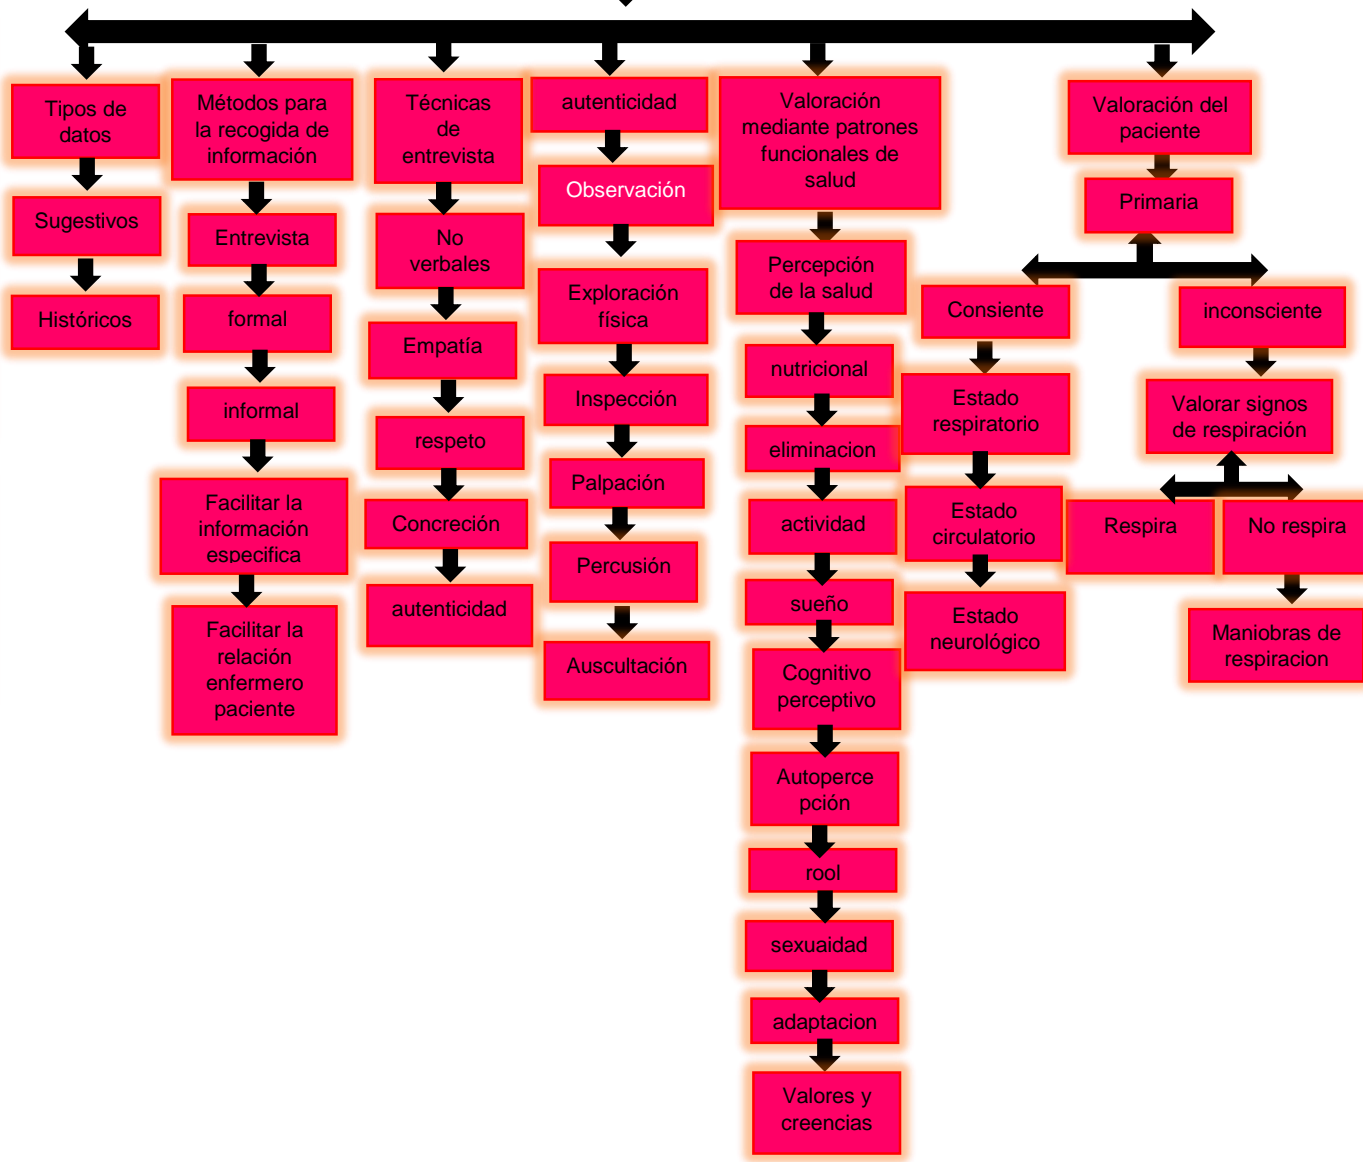 Tipos de
datos
Sugestivos
Históricos
Métodos para
la recogida de
información
Entrevista
formal
informal
Facilitar la
información
especifica
Facilitar la
relación
enfermero
paciente
Técnicas
de
entrevista
No
verbales
Empatía
respeto
Concreción
autenticidad
autenticidad
Observación
Exploración
física
Inspección
Palpación
Percusión
Auscultación
Valoración
mediante patrones
funcionales de
salud
Percepción
de la salud
nutricional
eliminacion
actividad
sueño
Cognitivo
perceptivo
Autoperce
pción
rool
sexuaidad
adaptacion
Valores y
creencias
Valoración del
paciente
Primaria
Consiente
Estado
respiratorio
Estado
circulatorio
Estado
neurológico
inconsciente
Valorar signos
de respiración
Respira
No respira
Maniobras de
respiracion